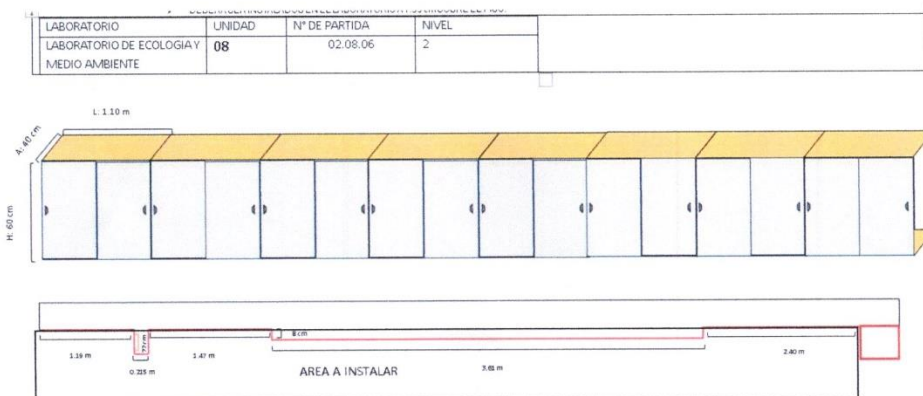 LABORATORIO UNIDAD N° DE PARTIDA NIVEL
LABORATORIO DE ECOLOGIA Y MEDIO AMBIENTE 08 02.08.06 2
L: 1.10 m
A: 40 cm
H: 60 cm
8 cm
1.19 m
1.47 m
2.40 m
0.215 m
3.61 m
AREA A INSTALAR